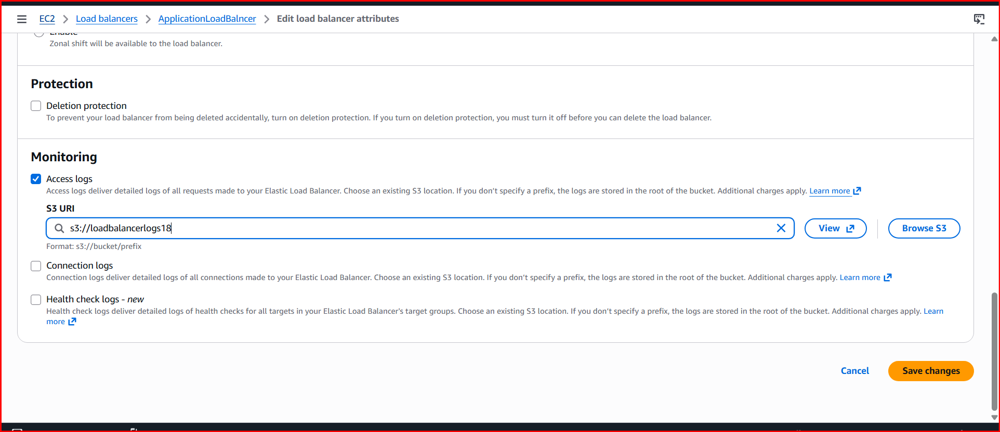 EC2 > Load balancers > ApplicationLoadBalncer > Edit load balancer attributes
Enable
Zonal shift will be available to the load balancer.
Protection
Deletion protection
To prevent your load balancer from being deleted accidentally, turn on deletion protection. If you turn on deletion protection, you must turn it off before you can delete the load balancer.
Monitoring
Access logs
Access logs deliver detailed logs of all requests made to your Elastic Load Balancer. Choose an existing S3 location. If you don’t specify a prefix, the logs are stored in the root of the bucket. Additional charges apply. Learn more
S3 URI
s3://loadbalancerlogs18
View
Browse S3
Format: s3://bucket/prefix
Connection logs
Connection logs deliver detailed logs of all connections made to your Elastic Load Balancer. Choose an existing S3 location. If you don’t specify a prefix, the logs are stored in the root of the bucket. Additional charges apply. Learn more
Health check logs - new
Health check logs deliver detailed logs of health checks for all targets in your Elastic Load Balancer's target groups. Choose an existing S3 location. If you don’t specify a prefix, the logs are stored in the root of the bucket. Additional charges apply. Learn
more
Cancel
Save changes